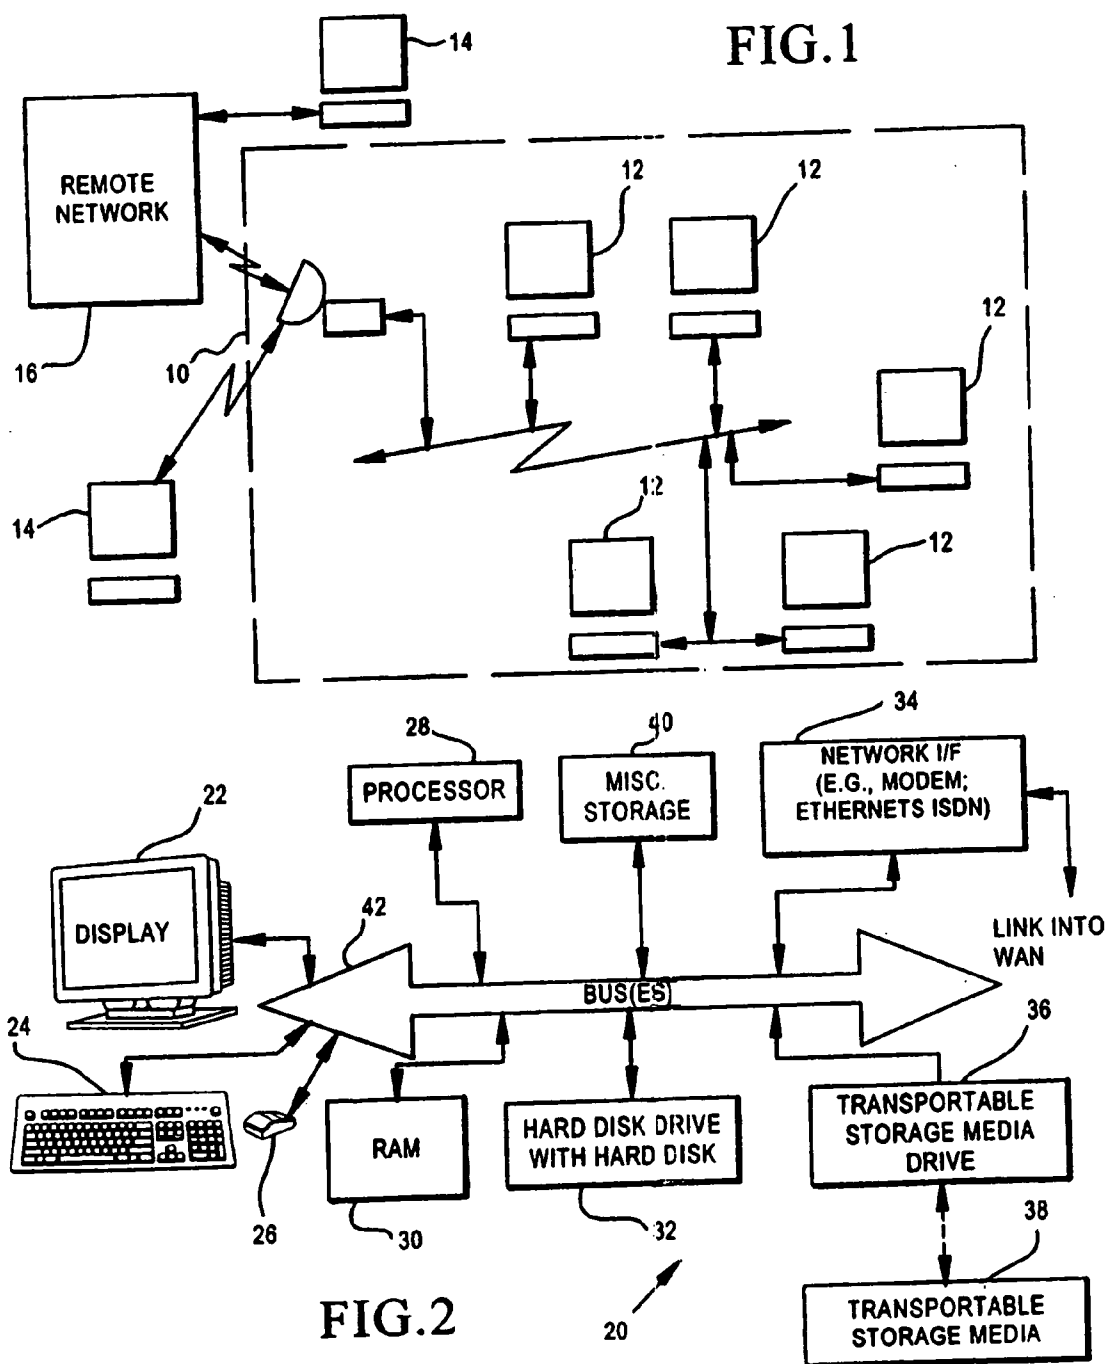 FIG.1
14
REMOTE
NETWORK
12
12
12
16
10
14
12
12
34
28
40
NETWORK I/F
(E.G., MODEM;
ETHERNETS ISDN)
PROCESSOR
MISC.
STORAGE
22
DISPLAY
42
LINK INTO
WAN
BUS(ES)
24
36
TRANSPORTABLE
STORAGE MEDIA
DRIVE
RAM
HARD DISK DRIVE
WITH HARD DISK
26
30
32
38
FIG.2
20
TRANSPORTABLE
STORAGE MEDIA